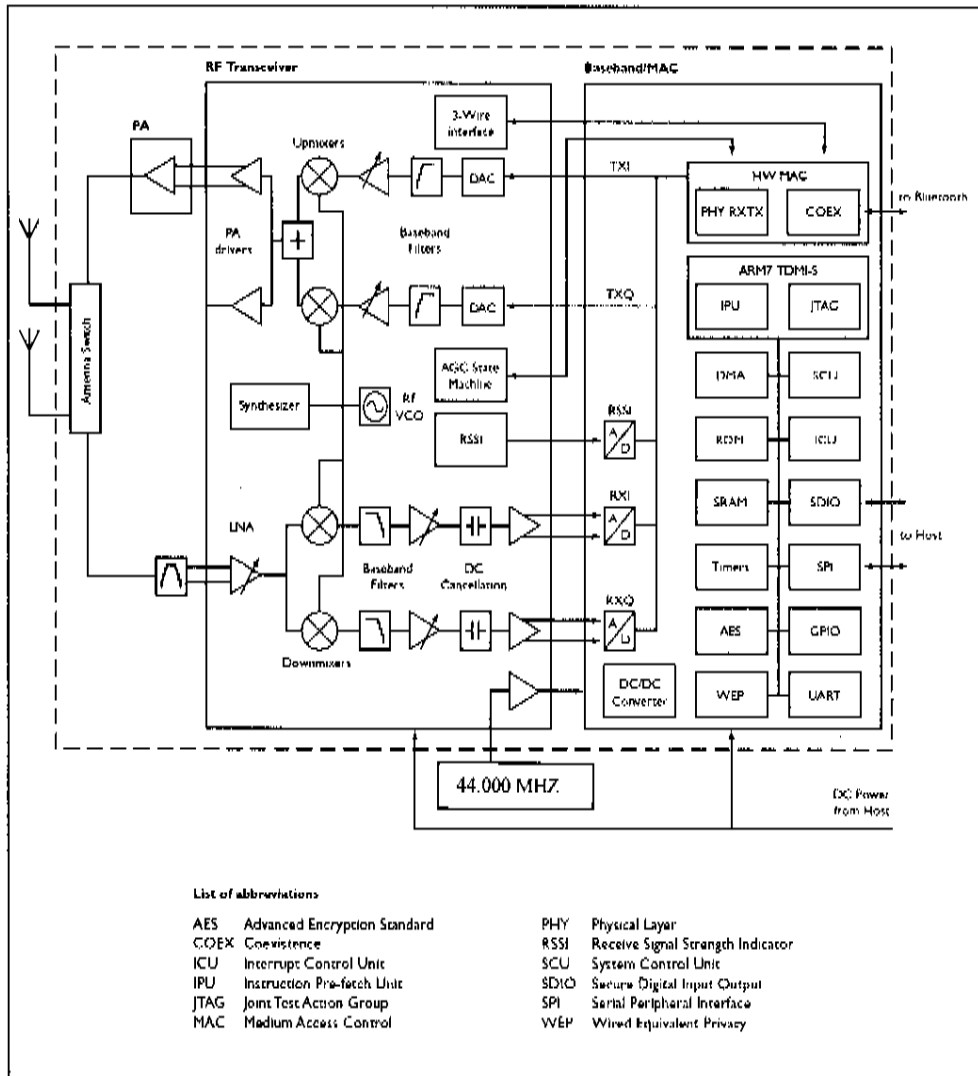 RF Transceiver
Baseband/MAC
PA
Upmixers
3-Wire
interface
DAC
TXI
HW MAC
PHY RXTX
COEX
to Bluetooth
PA
drivers
Baseband
Filters
ARM7 TDMI-S
IPU
JTAG
DAC
TXQ
Antenna Switch
AGC State
Machine
DMA
SCU
Synthesizer
RF
VCO
RSSI
RSSI
A/D
ROM
ICU
LNA
RXI
A/D
SRAM
SDIO
to Host
Baseband
Filters
DC
Cancellation
Timers
SPI
RXQ
A/D
AES
GPIO
Downmixers
DC/DC
Converter
WEP
UART
44.000 MHZ
DC Power
from Host
List of abbreviations
AES Advanced Encryption Standard
COEX Coexistence
ICU Interrupt Control Unit
IPU Instruction Pre-fetch Unit
JTAG Joint Test Action Group
MAC Medium Access Control
PHY Physical Layer
RSSI Receive Signal Strength Indicator
SCU System Control Unit
SDIO Secure Digital Input Output
SPI Serial Peripheral Interface
WEP Wired Equivalent Privacy